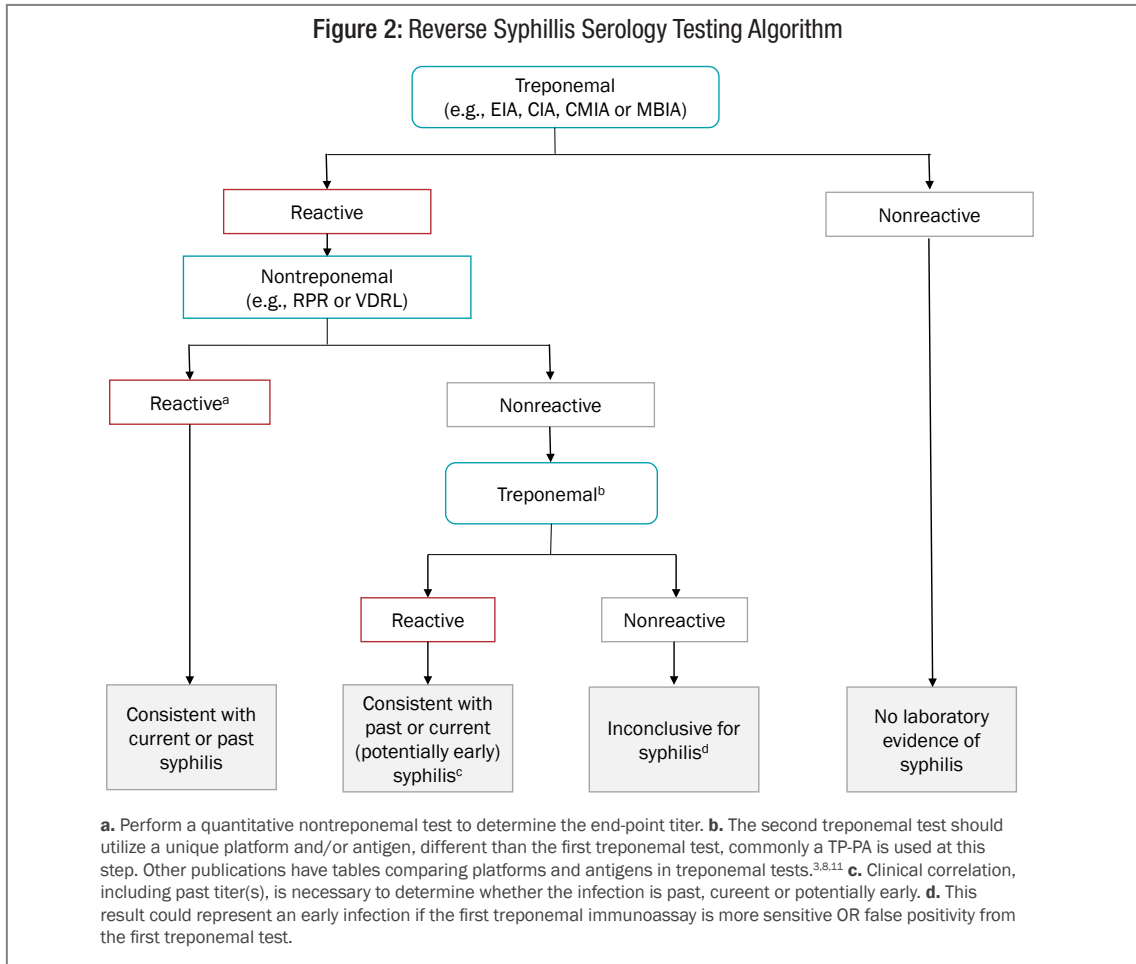 Figure 2: Reverse Syphillis Serology Testing Algorithm
Treponemal
(e.g., EIA, CIA, CMIA or MBIA)
Reactive
Nonreactive
Nontreponemal
(e.g., RPR or VDRL)
Reactiveᵃ
Nonreactive
Treponemalᵇ
Reactive
Nonreactive
Consistent with
current or past
syphilis
Consistent with
past or current
(potentially early)
syphilisᶜ
Inconclusive for
syphilisᵈ
No laboratory
evidence of
syphilis
a. Perform a quantitative nontreponemal test to determine the end-point titer. b. The second treponemal test should
utilize a unique platform and/or antigen, different than the first treponemal test, commonly a TP-PA is used at this
step. Other publications have tables comparing platforms and antigens in treponemal tests.³,⁸,¹¹ c. Clinical correlation,
including past titer(s), is necessary to determine whether the infection is past, cureent or potentially early. d. This
result could represent an early infection if the first treponemal immunoassay is more sensitive OR false positivity from
the first treponemal test.